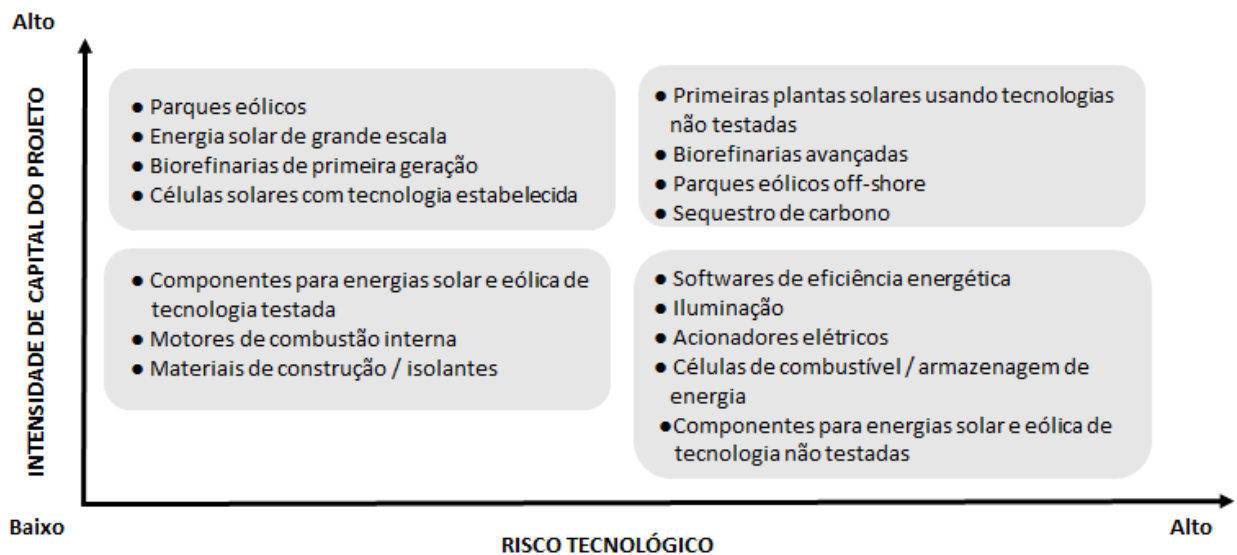 Alto
INTENSIDADE DE CAPITAL DO PROJETO
● Parques eólicos
● Energia solar de grande escala
● Biorefinarias de primeira geração
● Células solares com tecnologia estabelecida
● Primeiras plantas solares usando tecnologias
não testadas
● Biorefinarias avançadas
● Parques eólicos off-shore
● Sequestro de carbono
● Componentes para energias solar e eólica de
tecnologia testada
● Motores de combustão interna
● Materiais de construção / isolantes
● Softwares de eficiência energética
● Iluminação
● Acionadores elétricos
● Células de combustível / armazenagem de
energia
●Componentes para energias solar e eólica de
tecnologia não testadas
Baixo
RISCO TECNOLÓGICO
Alto